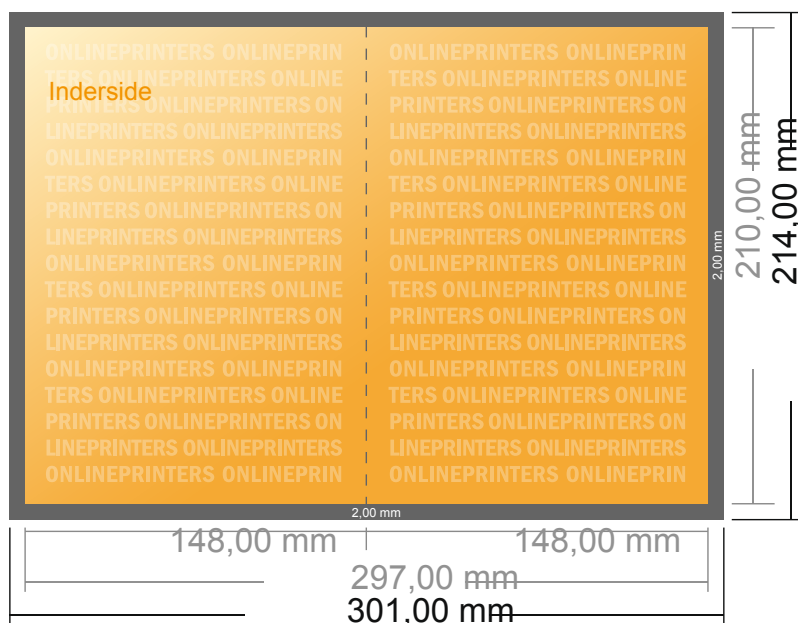 ONLINEPRINTERS ONLINEPRIN
TERS ONLINEPRINTERS ONLINE
Inderside
PRINTERS ONLINEPRINTERS ON
LINEPRINTERS ONLINEPRINTERS
ONLINEPRINTERS ONLINEPRIN
TERS ONLINEPRINTERS ONLINE
PRINTERS ONLINEPRINTERS ON
LINEPRINTERS ONLINEPRINTERS
ONLINEPRINTERS ONLINEPRIN
TERS ONLINEPRINTERS ONLINE
PRINTERS ONLINEPRINTERS ON
LINEPRINTERS ONLINEPRINTERS
ONLINEPRINTERS ONLINEPRIN
TERS ONLINEPRINTERS ONLINE
PRINTERS ONLINEPRINTERS ON
LINEPRINTERS ONLINEPRINTERS
ONLINEPRINTERS ONLINEPRIN
ONLINEPRINTERS ONLINEPRIN
TERS ONLINEPRINTERS ONLINE
PRINTERS ONLINEPRINTERS ON
LINEPRINTERS ONLINEPRINTERS
ONLINEPRINTERS ONLINEPRIN
TERS ONLINEPRINTERS ONLINE
PRINTERS ONLINEPRINTERS ON
LINEPRINTERS ONLINEPRINTERS
ONLINEPRINTERS ONLINEPRIN
TERS ONLINEPRINTERS ONLINE
PRINTERS ONLINEPRINTERS ON
LINEPRINTERS ONLINEPRINTERS
ONLINEPRINTERS ONLINEPRIN
TERS ONLINEPRINTERS ONLINE
PRINTERS ONLINEPRINTERS ON
LINEPRINTERS ONLINEPRINTERS
ONLINEPRINTERS ONLINEPRIN
2,00 mm
210,00 mm
214,00 mm
2,00 mm
148,00 mm
148,00 mm
297,00 mm
301,00 mm